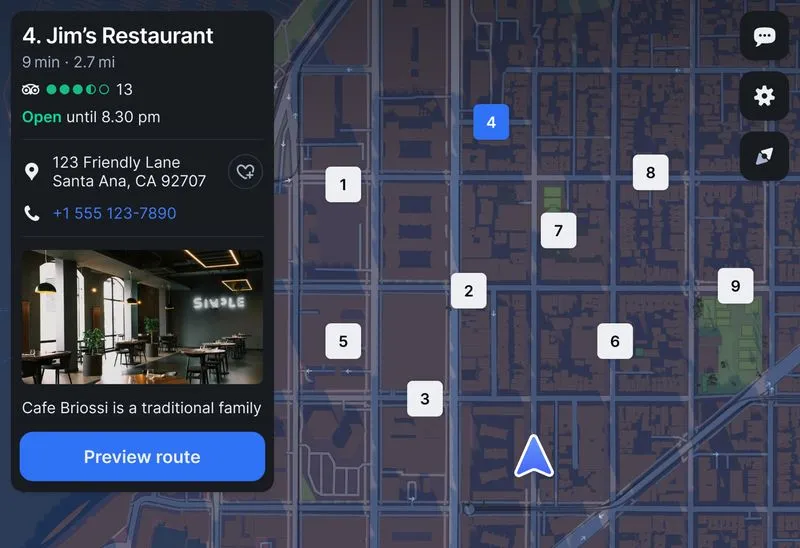 4. Jim's Restaurant
9 min · 2.7 mi
13
Open until 8.30 pm
123 Friendly Lane
Santa Ana, CA 92707
+1 555 123-7890
SIMPLE
Cafe Briossi is a traditional family
Preview route
4
1
8
7
2
9
5
6
3